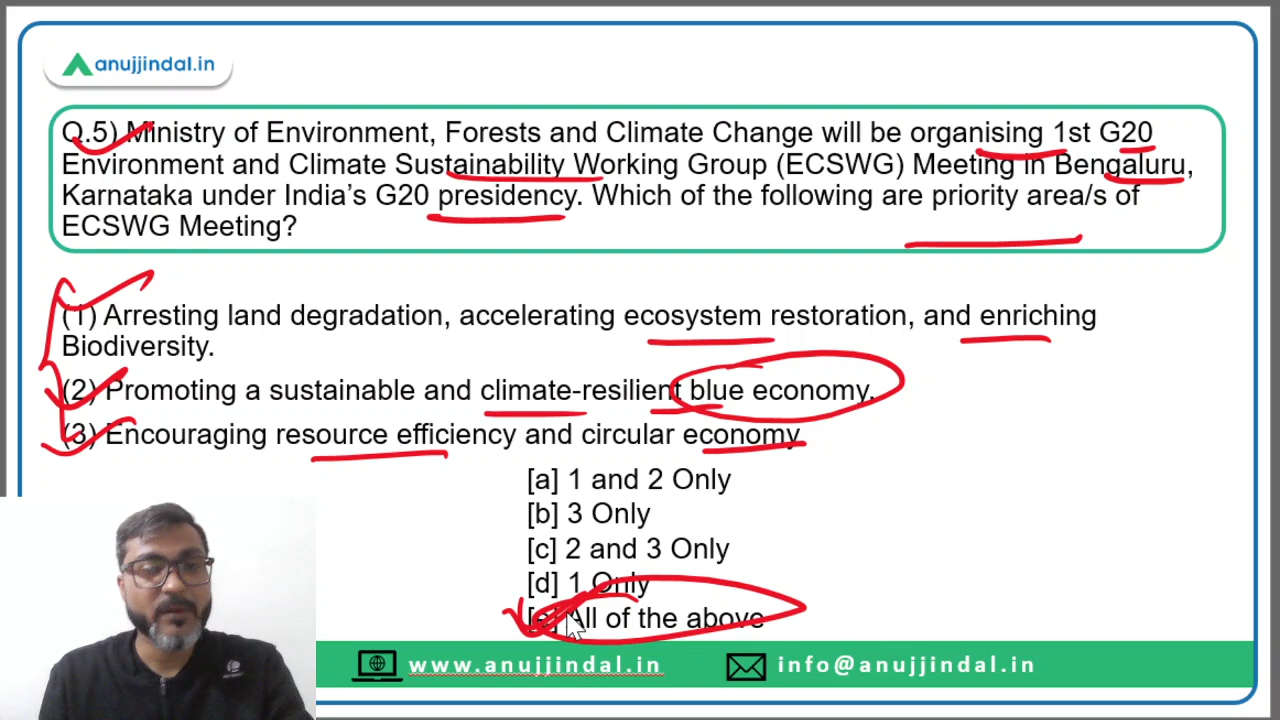 anujjindal.in
Q.5) Ministry of Environment, Forests and Climate Change will be organising 1st G20
Environment and Climate Sustainability Working Group (ECSWG) Meeting in Bengaluru,
Karnataka under India's G20 presidency. Which of the following are priority area/s of
ECSWG Meeting?
(1) Arresting land degradation, accelerating ecosystem restoration, and enriching
Biodiversity.
(2) Promoting a sustainable and climate-resilient blue economy.
(3) Encouraging resource efficiency and circular economy
[a] 1 and 2 Only
[b] 3 Only
[c] 2 and 3 Only
[d] 1 Only
[e] All of the above
www.anujjindal.in
info@anujjindal.in